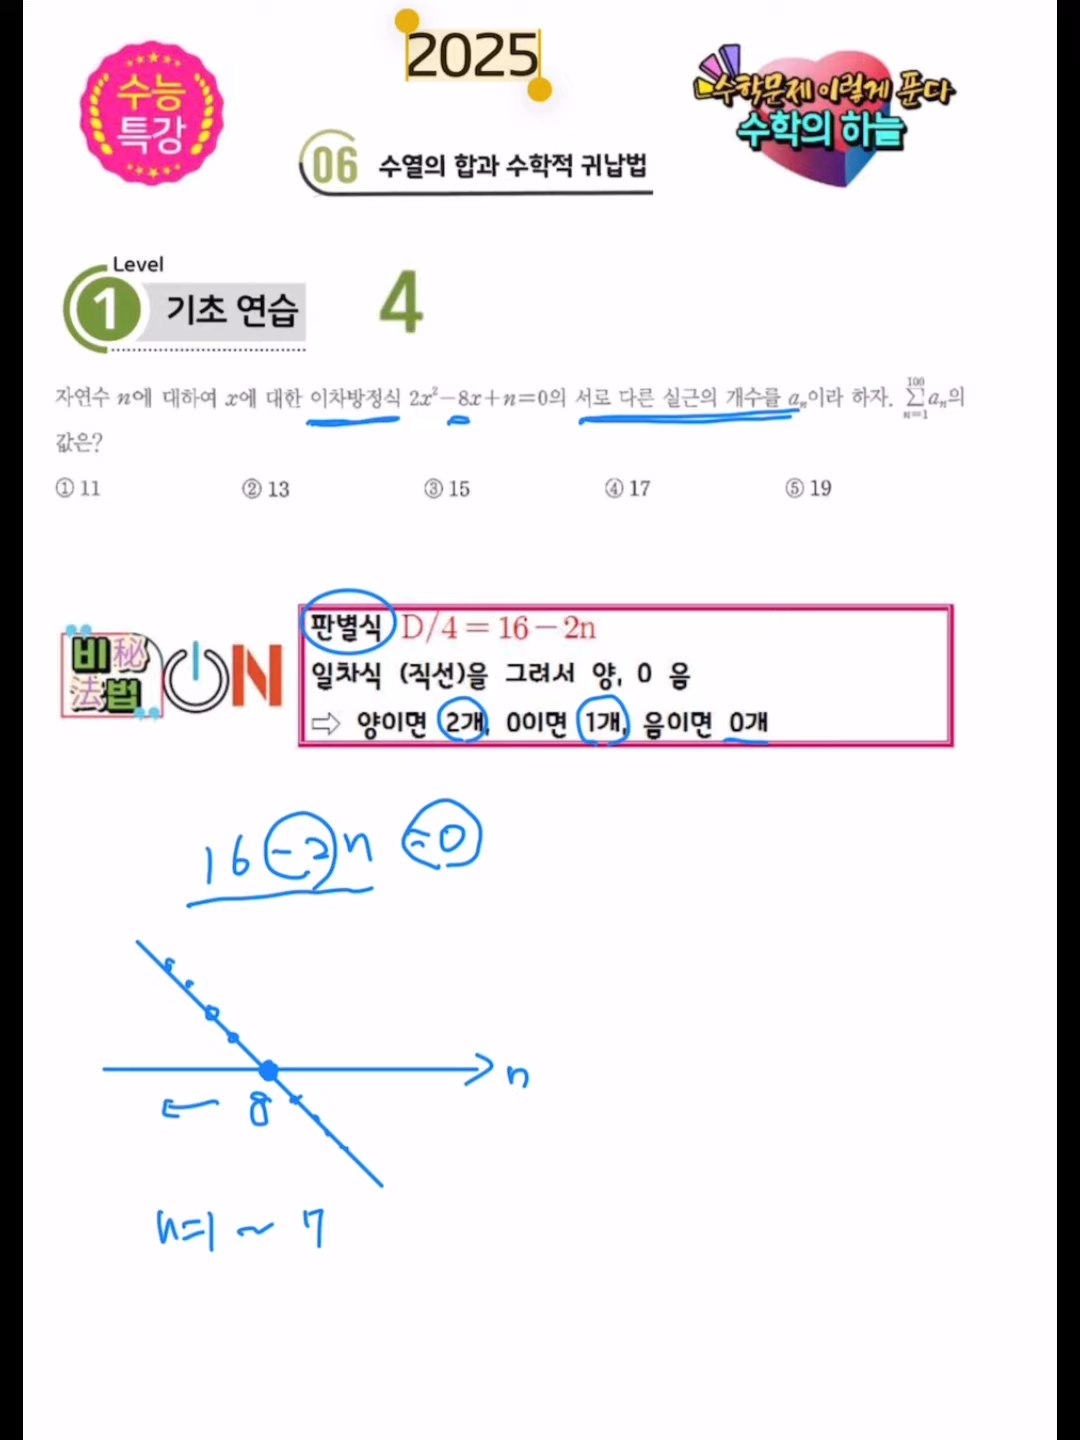 2025
수능
특강
수학문제 이렇게 푼다
수학의 하늘
06 수열의 합과 수학적 귀납법
Level
1 기초 연습 4
자연수 n에 대하여 x에 대한 이차방정식 2x²−8x+n=0의 서로 다른 실근의 개수를 aₙ이라 하자. \sum_{n=1}^{100} aₙ의
값은?
① 11 ② 13 ③ 15 ④ 17 ⑤ 19
비秘
法법
ON
판별식 D/4 = 16−2n
일차식 (직선)을 그려서 양, 0 음
⇨ 양이면 2개, 0이면 1개, 음이면 0개
16−2n =0
n
8
n=1 ~ 7